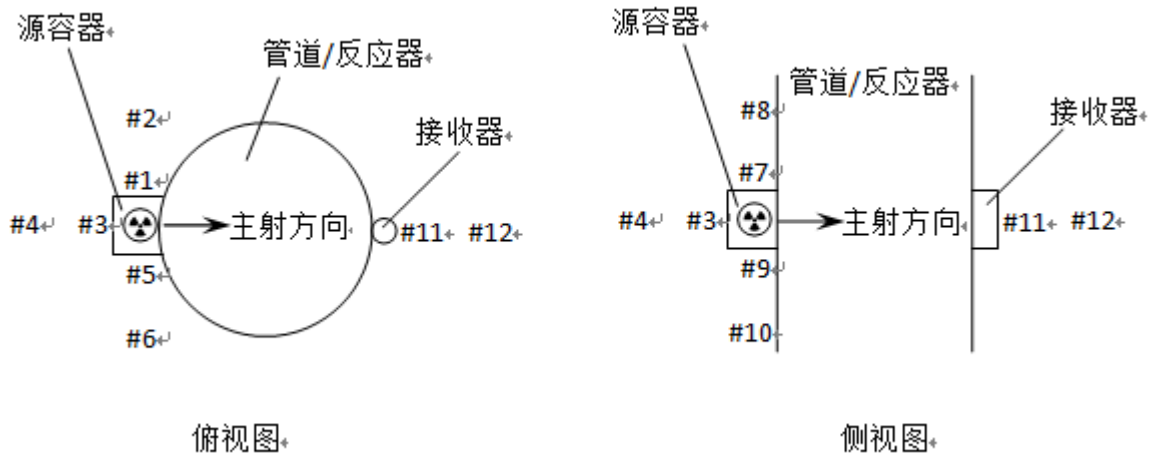 源容器
管道/反应器
#2
接收器
#1
#4 #3 主射方向 #11 #12
#5
#6
俯视图
源容器
管道/反应器
#8
接收器
#7
#4 #3 主射方向 #11 #12
#9
#10
侧视图